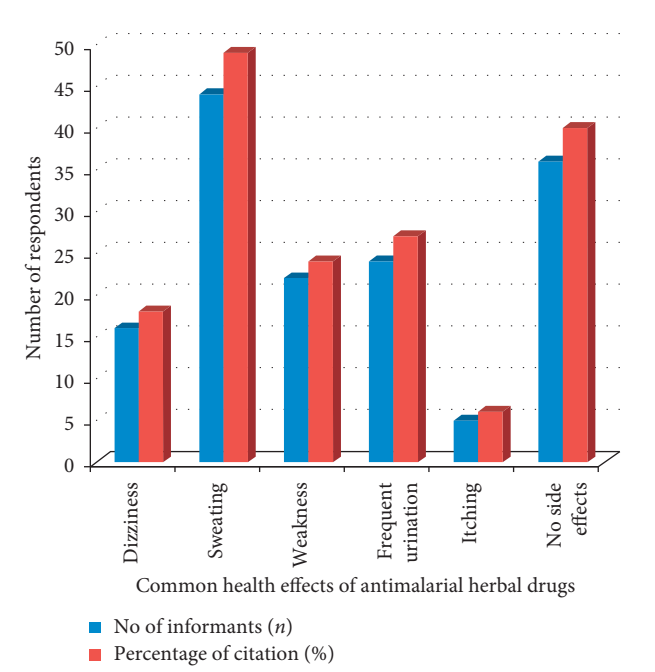 50
45
40
35
30
25
20
15
10
5
0
Number of respondents
Dizziness
Sweating
Weakness
Frequent
urination
Itching
No side
effects
Common health effects of antimalarial herbal drugs
No of informants (n)
Percentage of citation (%)